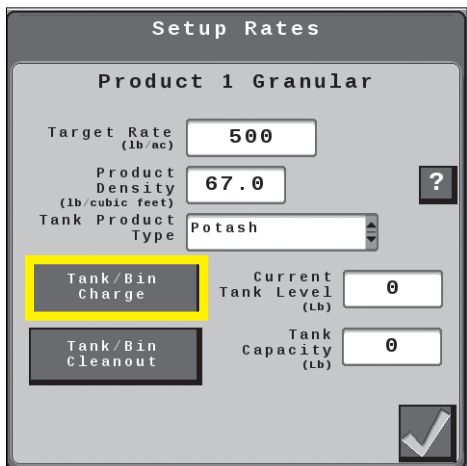 Setup Rates
Product 1 Granular
Target Rate
(lb/ac)
500
Product
Density
(lb/cubic feet)
67.0
?
Tank Product
Type
Potash
Tank/Bin
Charge
Current
Tank Level
(Lb)
0
Tank/Bin
Cleanout
Tank
Capacity
(Lb)
0